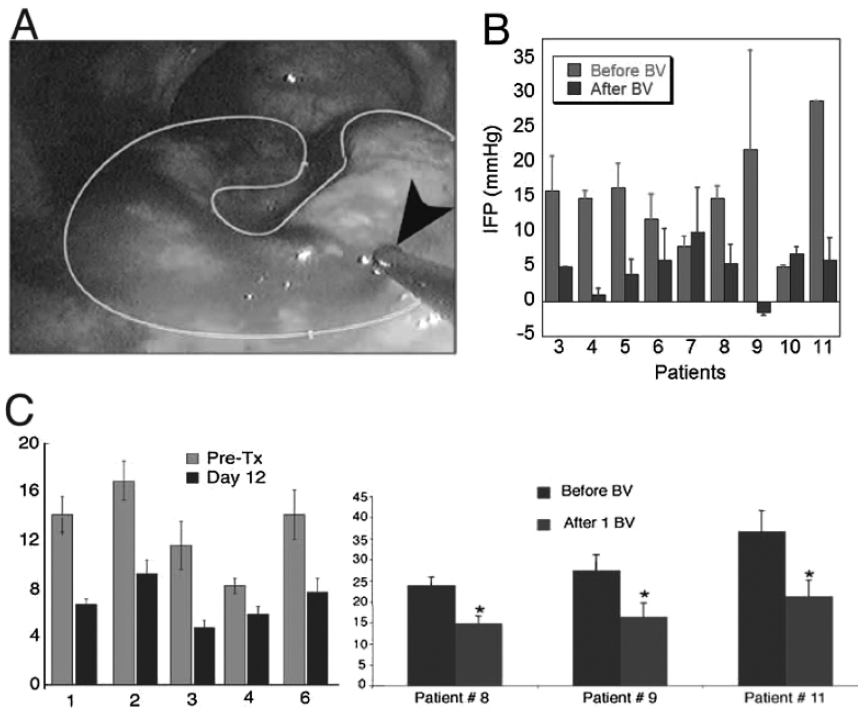 A
B
35
30
25
20
15
10
5
0
-5
IFP (mmHg)
Before BV
After BV
3 4 5 6 7 8 9 10 11
Patients
C
20
16
12
8
4
0
Pre-Tx
Day 12
1 2 3 4 6
45
40
35
30
25
20
15
10
5
0
Before BV
After 1 BV
*
*
*
Patient # 8 Patient # 9 Patient # 11